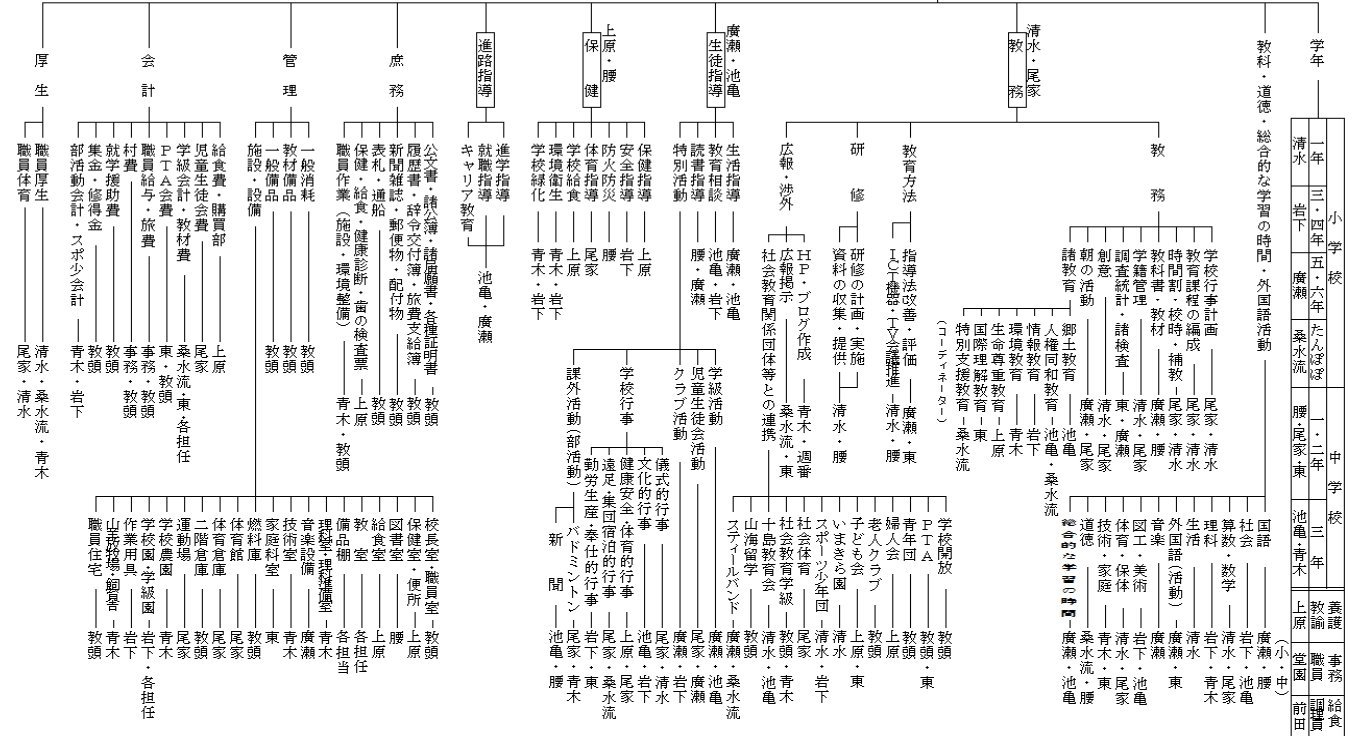 学年
小学校
一年 清水
三・四年 岩下
五・六年 廣瀬
たんぽぽ 桑水流
中学校
一・二年 腰・尾家・東
三年 池亀・青木
養護教諭 上原
事務職員 堂園
給食調理員 前田
教科・道徳・総合的な学習の時間・外国語活動
(小・中)
国語 廣瀬・腰
社会 岩下・池亀
算数・数学 清水・尾家
理科 岩下・青木
生活 清水
外国語(活動) 廣瀬・東
音楽 廣瀬
図工・美術 岩下・池亀
体育・保体 清水・尾家
技術・家庭 青木・東
道徳 桑水流・腰
総合的な学習の時間 廣瀬・池亀
清水・尾家
教務
教務
学校行事計画 尾家・清水
教育課程の編成 尾家・清水
時間割・校時・補教 尾家・清水
教科書・教材 廣瀬・腰
学籍管理 清水・尾家
調査統計・諸検査 東・廣瀬
創意 清水・尾家
朝の活動 廣瀬・尾家
諸教育
郷土教育 池亀
人権同和教育 池亀・桑水流
情報教育 岩下
環境教育 青木
生命尊重教育 上原
国際理解教育 東
特別支援教育 桑水流
(コーディネーター)
教育方法
指導法改善・評価 廣瀬・東
ICT機器・TV会議推進 清水・腰
研修
研修の計画・実施
資料の収集・提供
清水・腰
広報・渉外
HP・ブログ作成 青木・週番
広報掲示 桑水流・東
社会教育関係団体等との連携
学校開放 教頭
PTA 教頭・東
青年団 教頭
婦人会 上原
老人クラブ 教頭
子ども会 上原・東
いまきら園 清水
スポーツ少年団 清水・岩下
社会体育 教頭
社会教育学級 教頭・青木
十島教育会 清水・池亀
山海留学 教頭
スティールバンド 廣瀬・桑水流
廣瀬・池亀
生徒指導
生活指導 廣瀬・池亀
教育相談 池亀・岩下
読書指導 腰・廣瀬
特別活動
学級活動 廣瀬・池亀
児童生徒会活動 尾家・廣瀬
クラブ活動 廣瀬・岩下
学校行事
儀式的行事 尾家・清水
文化的行事 池亀・岩下
健康安全・体育的行事 上原・尾家
遠足・集団宿泊的行事 尾家・桑水流
勤労生産・奉仕的行事 岩下・東
課外活動(部活動)
バドミントン 尾家・青木
新聞 池亀・腰
上原・腰
保健
保健指導 上原
安全指導 岩下
防火防災 腰
体育指導 尾家
学校給食 上原
環境衛生 青木・岩下
学校緑化 青木・岩下
進路指導
進学指導
就職指導
キャリア教育
池亀・廣瀬
庶務
公文書・諸公簿・諸届願書・各種証明書 教頭
履歴書・辞令交付簿・旅費支給簿 教頭
新聞雑誌・郵便物・配付物 教頭
表札・通船 教頭
保健・給食・健康診断・歯の検査票 上原
職員作業(施設・環境整備) 青木・教頭
管理
一般消耗 教頭
教材備品 教頭
一般備品 教頭
施設・設備
校長室・職員室 教頭
保健室・便所 上原
図書室 腰
給食室 上原
教室 各担任
備品棚 各担当
理科室・理科準備室 青木
音楽設備 廣瀬
技術室 青木
家庭科室 東
燃料庫 教頭
体育館 尾家
体育倉庫 尾家
二階倉庫 教頭
運動場 尾家
学校農園 青木
学校園・学級園 岩下・各担任
作業用具 岩下
青木
職員住宅 教頭
会計
給食費・購買部 上原
児童生徒会費 尾家
学級会計・教材費 桑水流・東・各担任
PTA会費 東・教頭
職員給与・旅費 事務・教頭
村費 事務・教頭
就学援助費 教頭
集金・修得金 教頭
部活動会計・スポ少会計 青木・岩下
厚生
職員厚生 清水・桑水流・青木
職員体育 尾家・清水